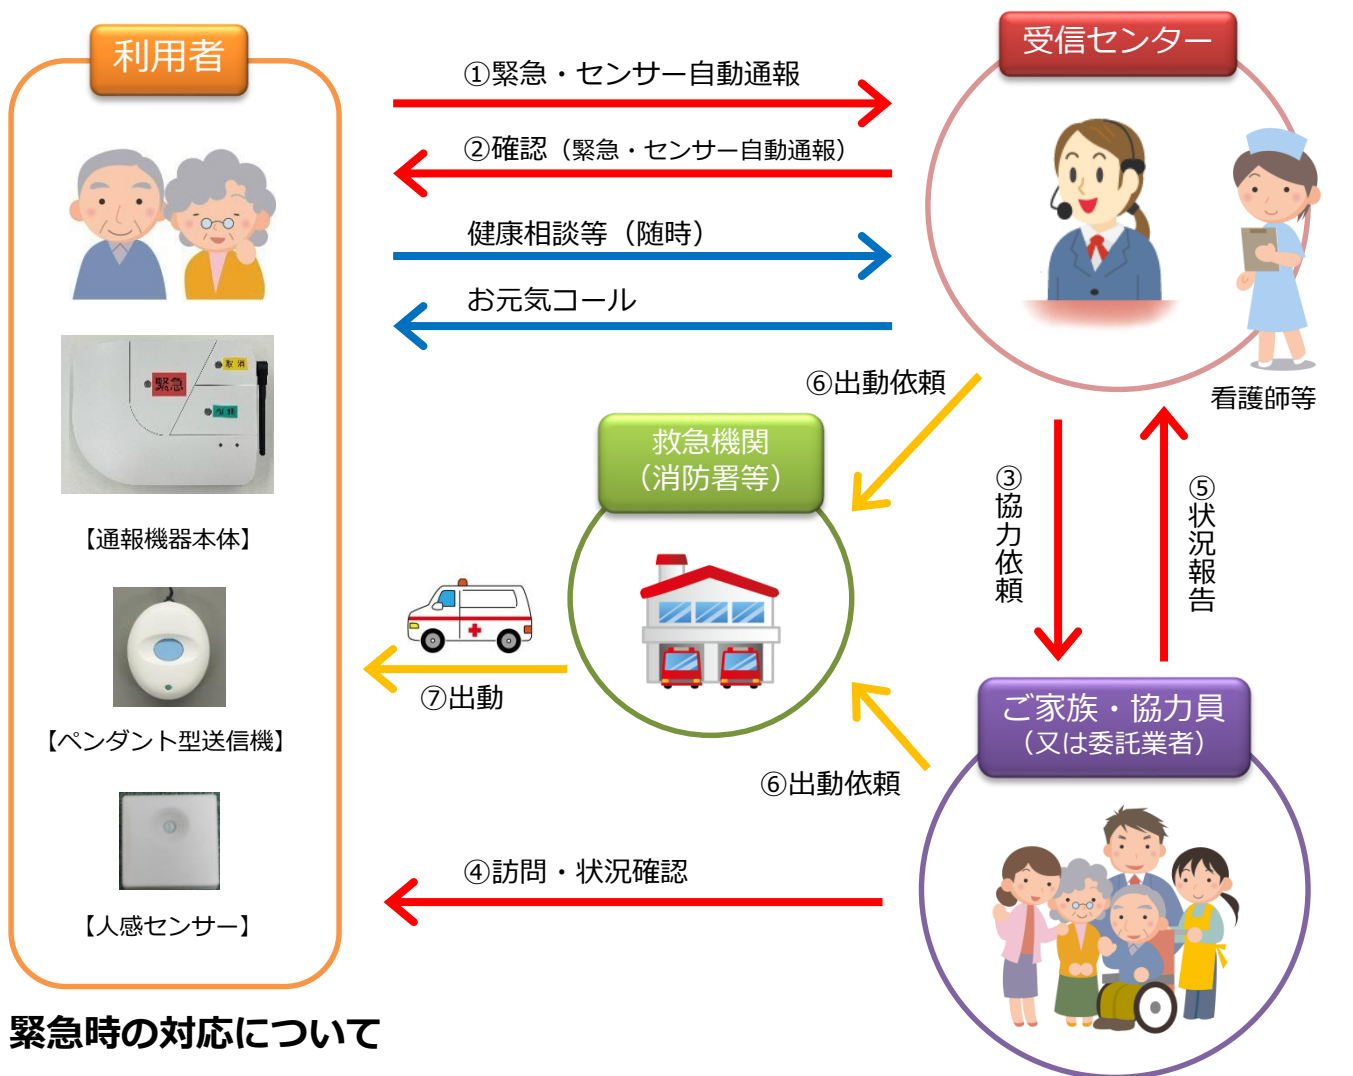 利用者
受信センター
①緊急・センサー自動通報
②確認（緊急・センサー自動通報）
健康相談等（随時）
お元気コール
緊急
取消
相談
【通報機器本体】
【ペンダント型送信機】
【人感センサー】
看護師等
⑥出動依頼
救急機関
（消防署等）
③協力依頼
⑤状況報告
⑦出動
ご家族・協力員
（又は委託業者）
⑥出動依頼
④訪問・状況確認
緊急時の対応について